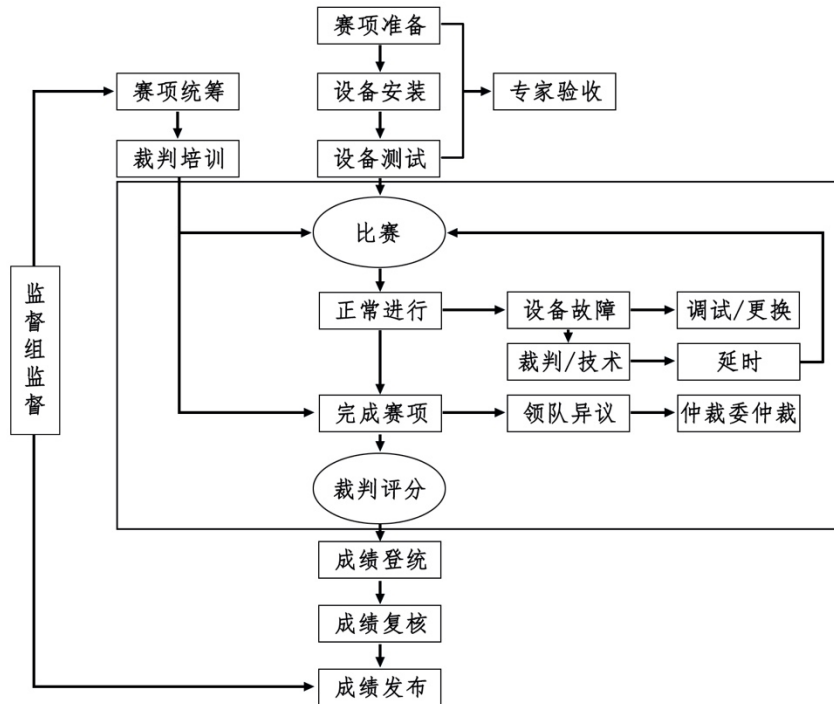 赛项准备
赛项统筹
设备安装
专家验收
裁判培训
设备测试
比赛
监督组监督
正常进行
设备故障
调试/更换
裁判/技术
延时
完成赛项
领队异议
仲裁委仲裁
裁判评分
成绩登统
成绩复核
成绩发布